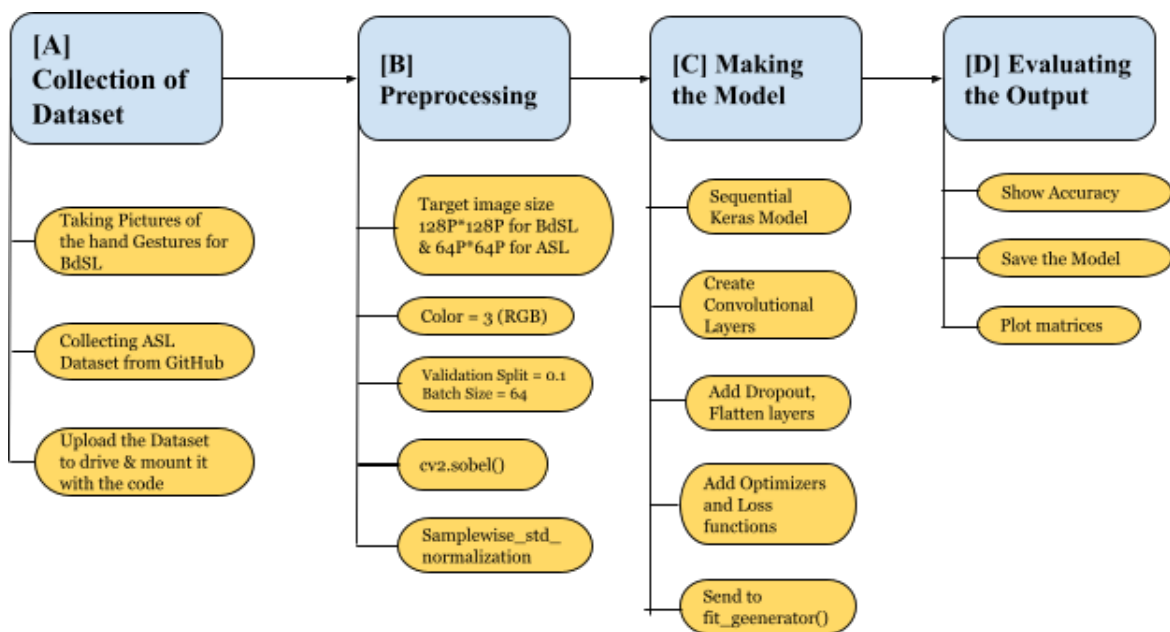 [A]
Collection of
Dataset
Taking Pictures of
the hand Gestures for
BdSL
Collecting ASL
Dataset from GitHub
Upload the Dataset
to drive & mount it
with the code
[B]
Preprocessing
Target image size
128P*128P for BdSL
& 64P*64P for ASL
Color = 3 (RGB)
Validation Split = 0.1
Batch Size = 64
cv2.sobel()
Samplewise_std_
normalization
[C] Making
the Model
Sequential
Keras Model
Create
Convolutional
Layers
Add Dropout,
Flatten layers
Add Optimizers
and Loss
functions
Send to
fit_geenerator()
[D] Evaluating
the Output
Show Accuracy
Save the Model
Plot matrices